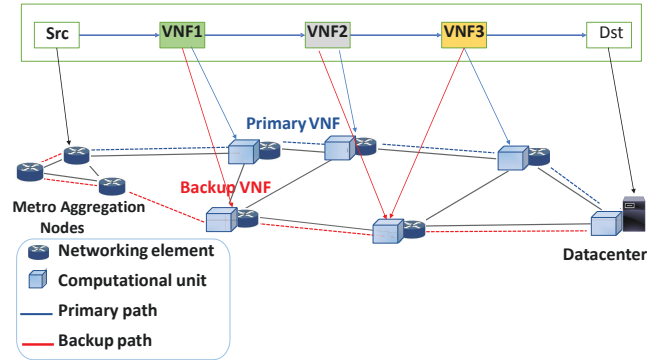 Src VNF1 VNF2 VNF3 Dst
Primary VNF
Backup VNF
Metro Aggregation
Nodes
Datacenter
Networking element
Computational unit
Primary path
Backup path